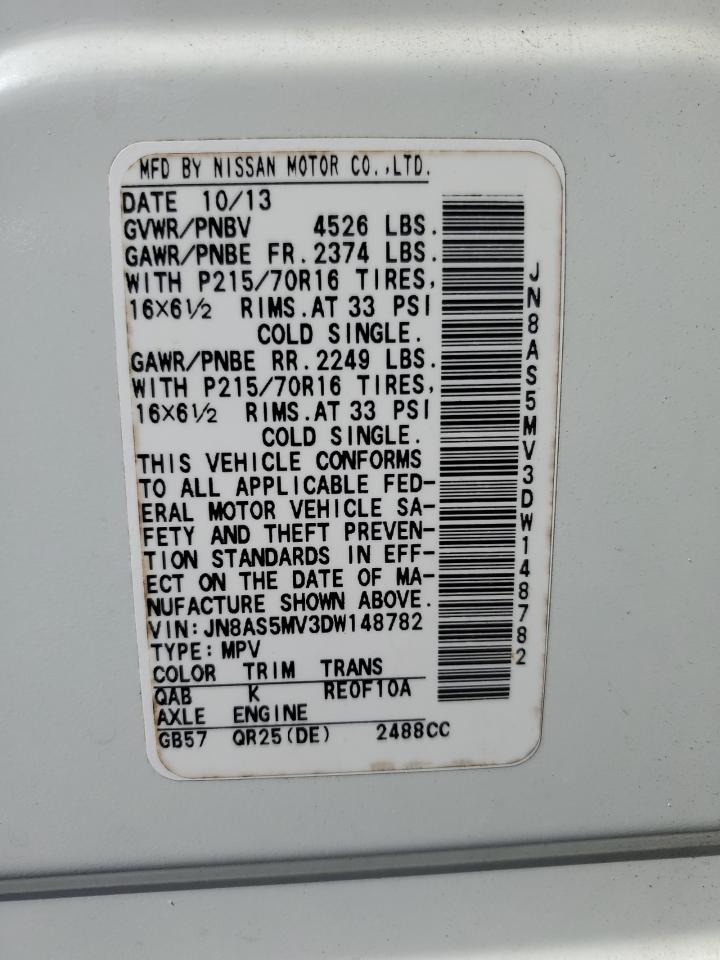 MFD BY NISSAN MOTOR CO.,LTD.
DATE 10/13
GVWR/PNBV 4526 LBS.
GAWR/PNBE FR.2374 LBS.
WITH P215/70R16 TIRES,
16×6½ RIMS.AT 33 PSI
COLD SINGLE.
GAWR/PNBE RR.2249 LBS.
WITH P215/70R16 TIRES,
16×6½ RIMS.AT 33 PSI
COLD SINGLE.
THIS VEHICLE CONFORMS
TO ALL APPLICABLE FED-
ERAL MOTOR VEHICLE SA-
FETY AND THEFT PREVEN-
TION STANDARDS IN EFF-
ECT ON THE DATE OF MA-
NUFACTURE SHOWN ABOVE.
VIN:JN8AS5MV3DW148782
TYPE:MPV
COLOR TRIM TRANS
QAB K RE0F10A
AXLE ENGINE
GB57 QR25(DE) 2488CC
JN8AS5MV3DW148782